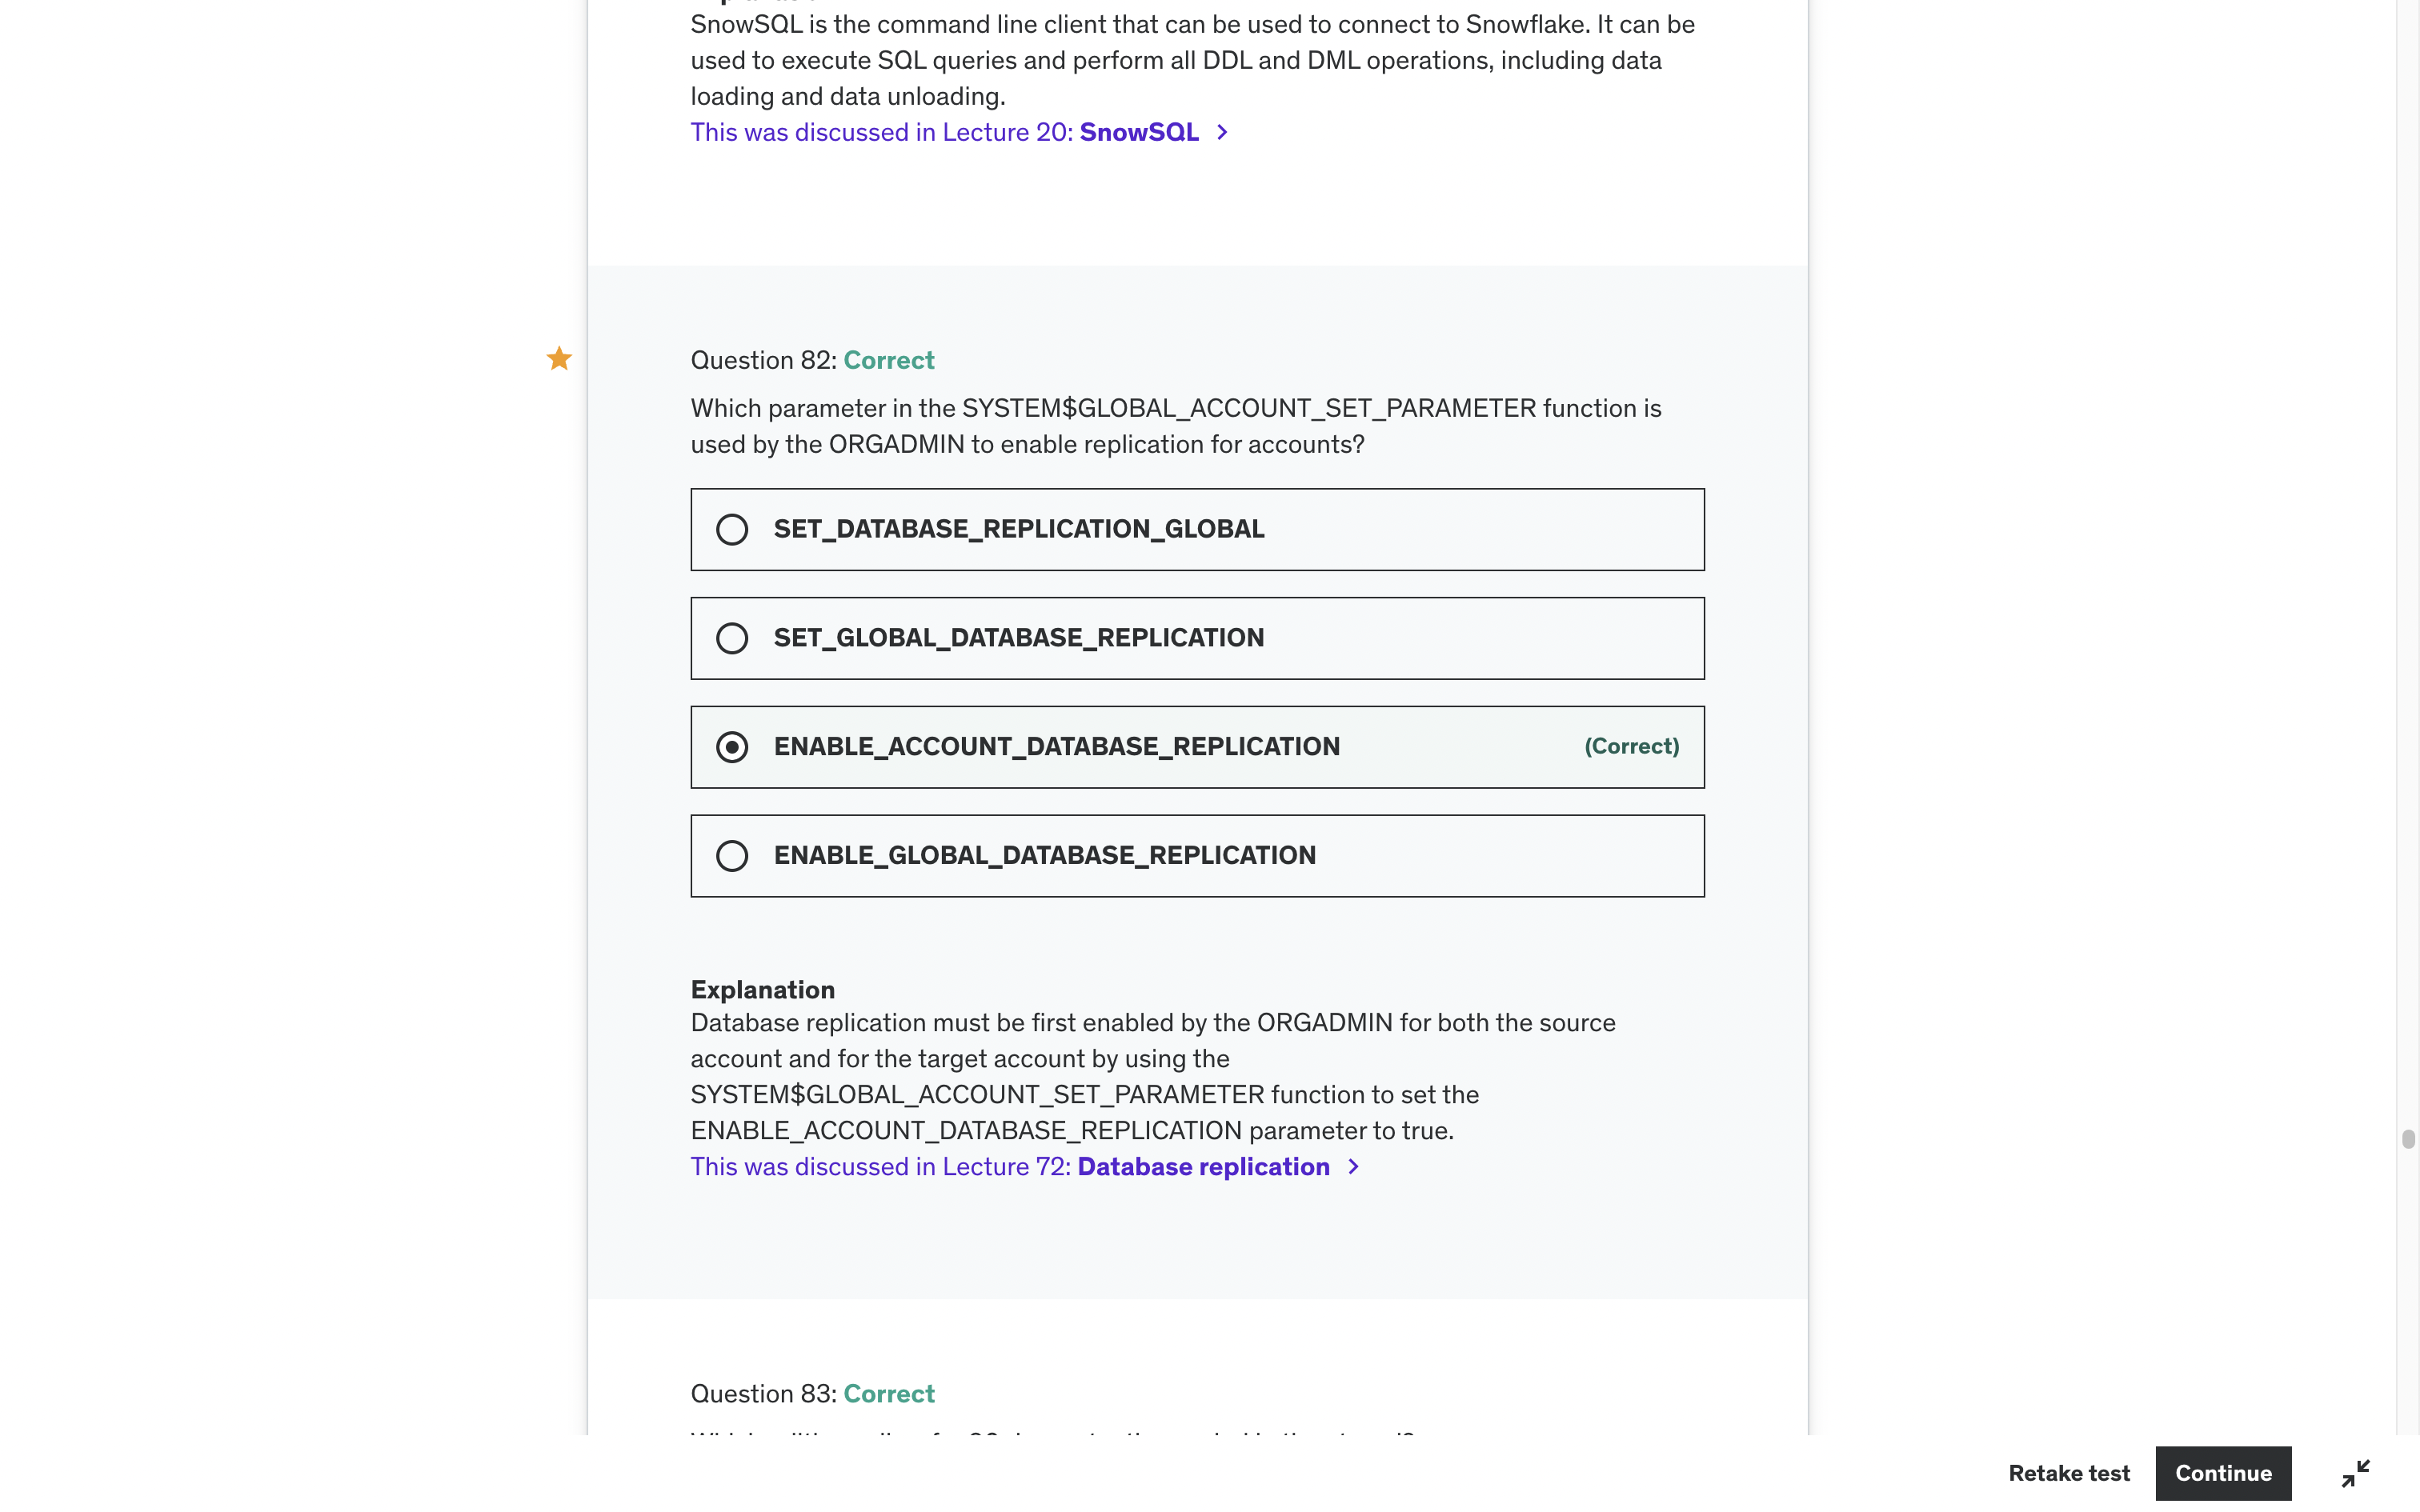 SnowSQL is the command line client that can be used to connect to Snowflake. It can be
used to execute SQL queries and perform all DDL and DML operations, including data
loading and data unloading.
This was discussed in Lecture 20: SnowSQL
Question 82: Correct
Which parameter in the SYSTEM$GLOBAL_ACCOUNT_SET_PARAMETER function is
used by the ORGADMIN to enable replication for accounts?
SET_DATABASE_REPLICATION_GLOBAL
SET_GLOBAL_DATABASE_REPLICATION
ENABLE_ACCOUNT_DATABASE_REPLICATION (Correct)
ENABLE_GLOBAL_DATABASE_REPLICATION
Explanation
Database replication must be first enabled by the ORGADMIN for both the source
account and for the target account by using the
SYSTEM$GLOBAL_ACCOUNT_SET_PARAMETER function to set the
ENABLE_ACCOUNT_DATABASE_REPLICATION parameter to true.
This was discussed in Lecture 72: Database replication
Question 83: Correct
Retake test Continue